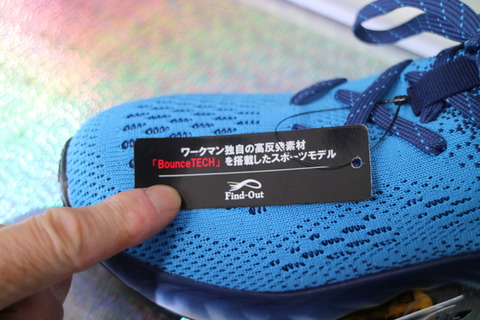 ワークマン独自の高反発素材
「BounceTECH」を搭載したスポーツモデル
Find-Out